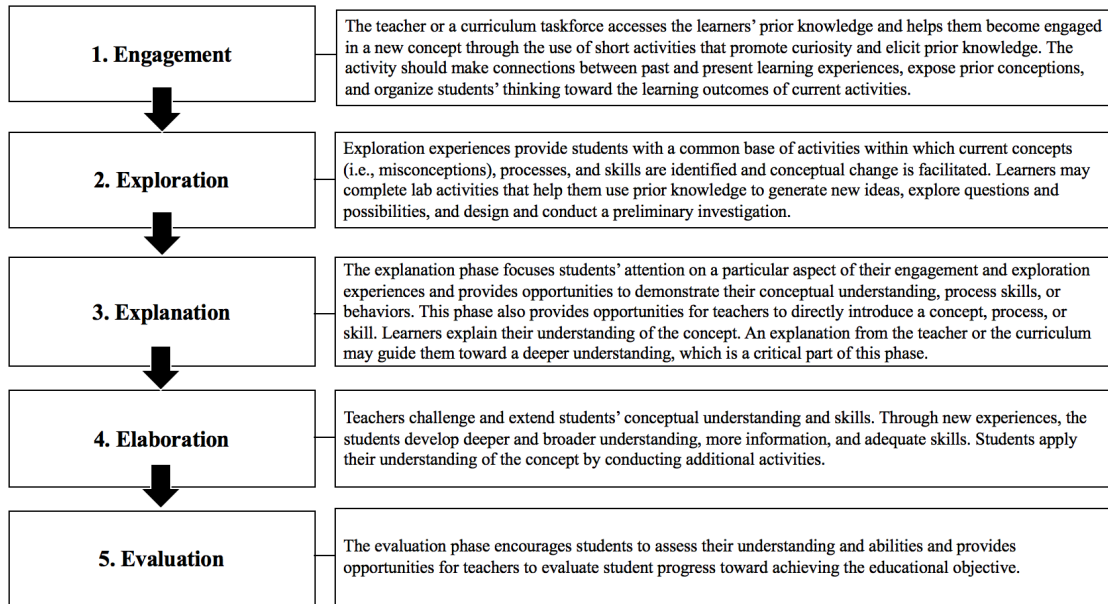 1. Engagement
The teacher or a curriculum taskforce accesses the learners' prior knowledge and helps them become engaged
in a new concept through the use of short activities that promote curiosity and elicit prior knowledge. The
activity should make connections between past and present learning experiences, expose prior conceptions,
and organize students' thinking toward the learning outcomes of current activities.
2. Exploration
Exploration experiences provide students with a common base of activities within which current concepts
(i.e., misconceptions), processes, and skills are identified and conceptual change is facilitated. Learners may
complete lab activities that help them use prior knowledge to generate new ideas, explore questions and
possibilities, and design and conduct a preliminary investigation.
3. Explanation
The explanation phase focuses students' attention on a particular aspect of their engagement and exploration
experiences and provides opportunities to demonstrate their conceptual understanding, process skills, or
behaviors. This phase also provides opportunities for teachers to directly introduce a concept, process, or
skill. Learners explain their understanding of the concept. An explanation from the teacher or the curriculum
may guide them toward a deeper understanding, which is a critical part of this phase.
4. Elaboration
Teachers challenge and extend students' conceptual understanding and skills. Through new experiences, the
students develop deeper and broader understanding, more information, and adequate skills. Students apply
their understanding of the concept by conducting additional activities.
5. Evaluation
The evaluation phase encourages students to assess their understanding and abilities and provides
opportunities for teachers to evaluate student progress toward achieving the educational objective.